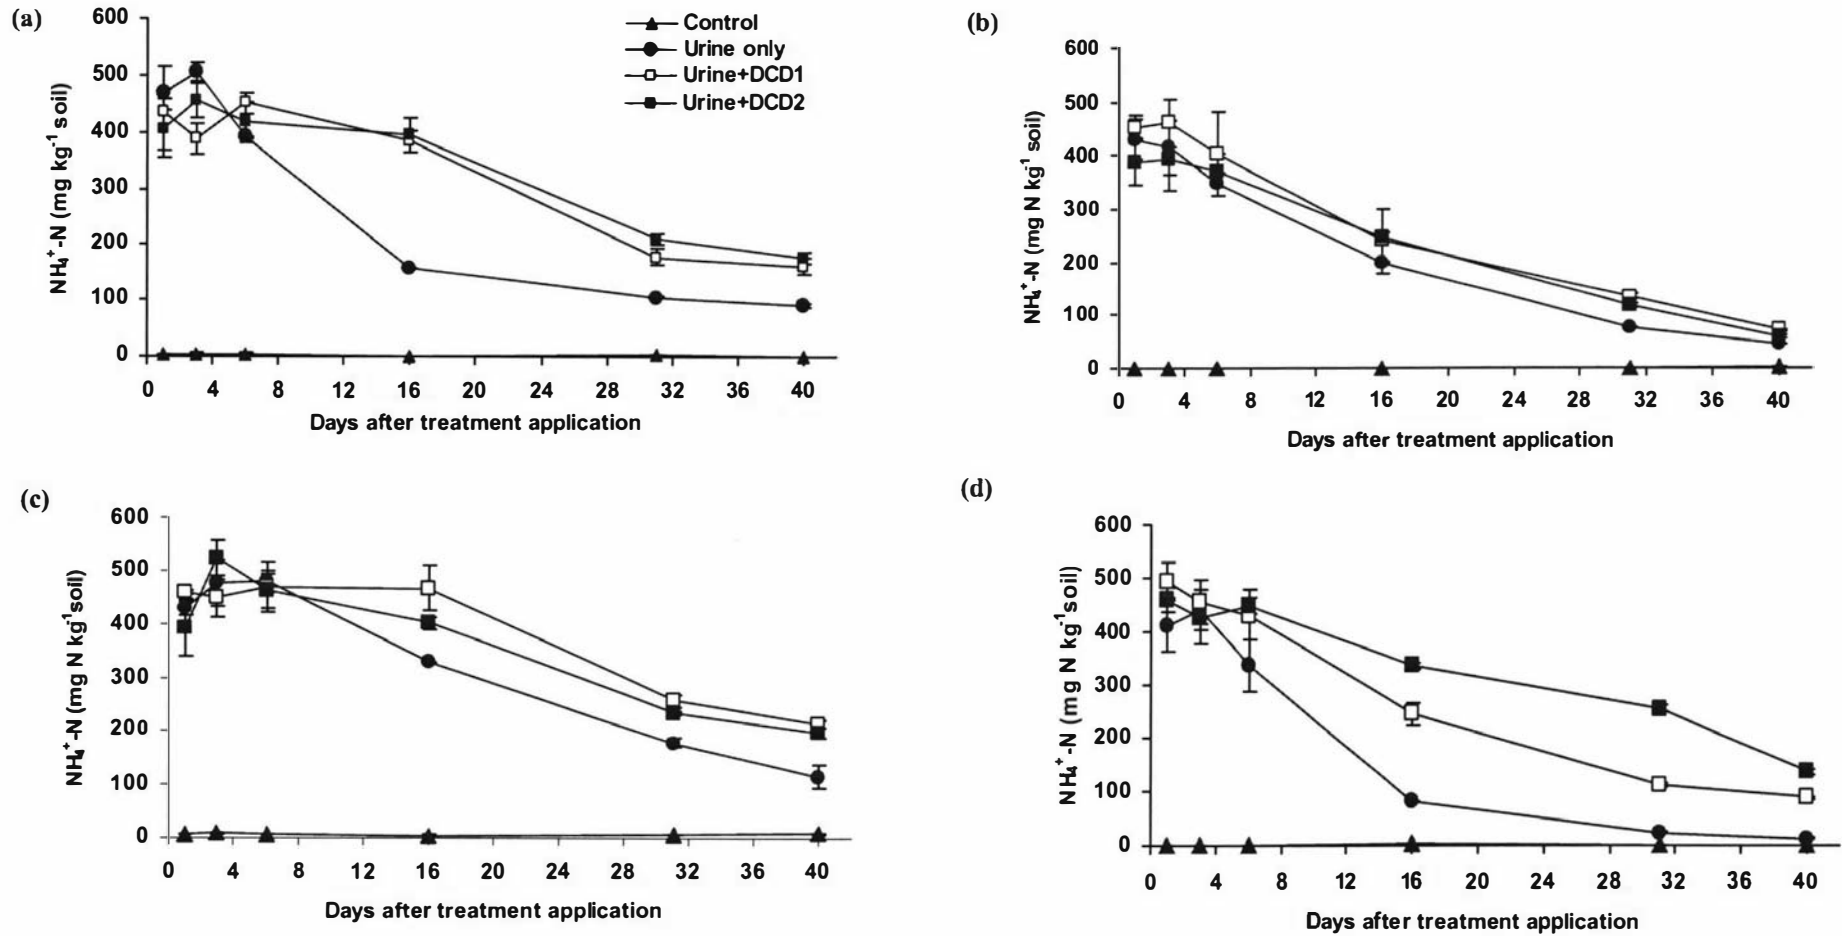 (a)
600
500
400
300
200
100
0
NH₄⁺-N (mg kg⁻¹ soil)
Control
Urine only
Urine+DCD1
Urine+DCD2
0 4 8 12 16 20 24 28 32 36 40
Days after treatment application
(b)
600
500
400
300
200
100
0
NH₄⁺-N (mg N kg⁻¹ soil)
0 4 8 12 16 20 24 28 32 36 40
Days after treatment application
(c)
600
500
400
300
200
100
0
NH₄⁺-N (mg N kg⁻¹ soil)
0 4 8 12 16 20 24 28 32 36 40
Days after treatment application
(d)
600
500
400
300
200
100
0
NH₄⁺-N (mg N kg⁻¹soil)
0 4 8 12 16 20 24 28 32 36 40
Days after treatment application